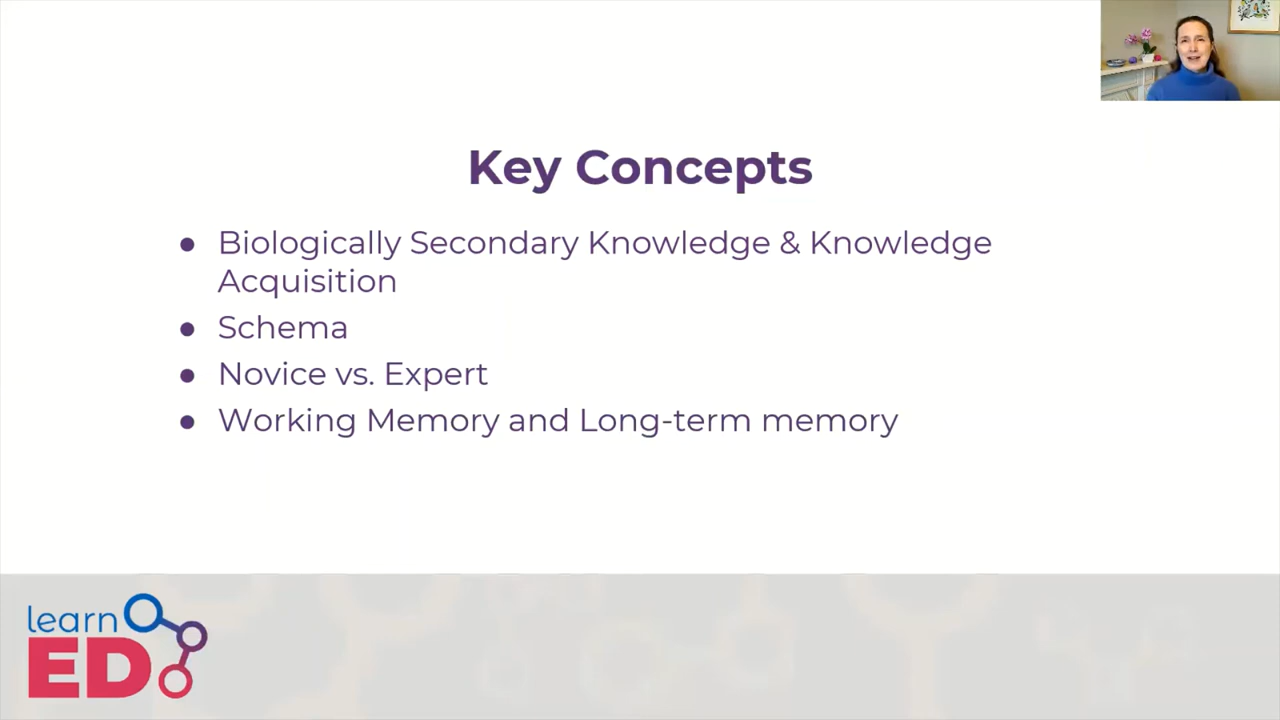 Key Concepts
● Biologically Secondary Knowledge & Knowledge
Acquisition
● Schema
● Novice vs. Expert
● Working Memory and Long-term memory
learn
ED